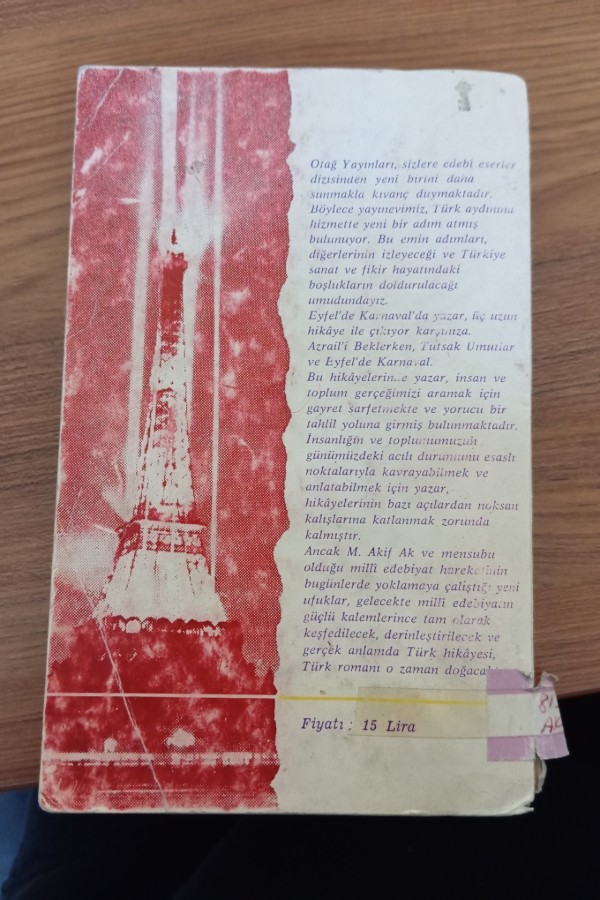 Otağ Yayınları, sizlere edebî eserler
dizisinden yeni birini daha
sunmakla kıvanç duymaktadır.
Böylece yayınevimiz, Türk aydınına
hizmette yeni bir adım atmış
bulunuyor. Bu emin adımları,
diğerlerinin izleyeceği ve Türkiye
sanat ve fikir hayatındaki
boşlukların doldurulacağı
umudundayız.
Eyfel'de Karnaval'da yazar, üç uzun
hikâye ile çıkıyor karşınıza.
Azrail'i Beklerken, Tutsak Umutlar
ve Eyfel'de Karnaval.
Bu hikâyelerinde yazar, insan ve
toplum gerçeğimizi aramak için
gayret sarfetmekte ve yorucu bir
tahlil yoluna girmiş bulunmaktadır.
İnsanlığın ve toplumumuzun
günümüzdeki acılı durumunu esaslı
noktalarıyla kavrayabilmek ve
anlatabilmek için yazar,
hikâyelerinin bazı açılardan noksan
kalışlarına katlanmak zorunda
kalmıştır.
Ancak M. Akif Ak ve mensubu
olduğu millî edebiyat hareketinin
bugünlerde yoklamaya çalıştığı yeni
ufuklar, gelecekte millî edebiyatın
güçlü kalemlerince tam olarak
keşfedilecek, derinleştirilecek ve
gerçek anlamda Türk hikâyesi,
Türk romanı o zaman
Fiyatı : 15 Lira